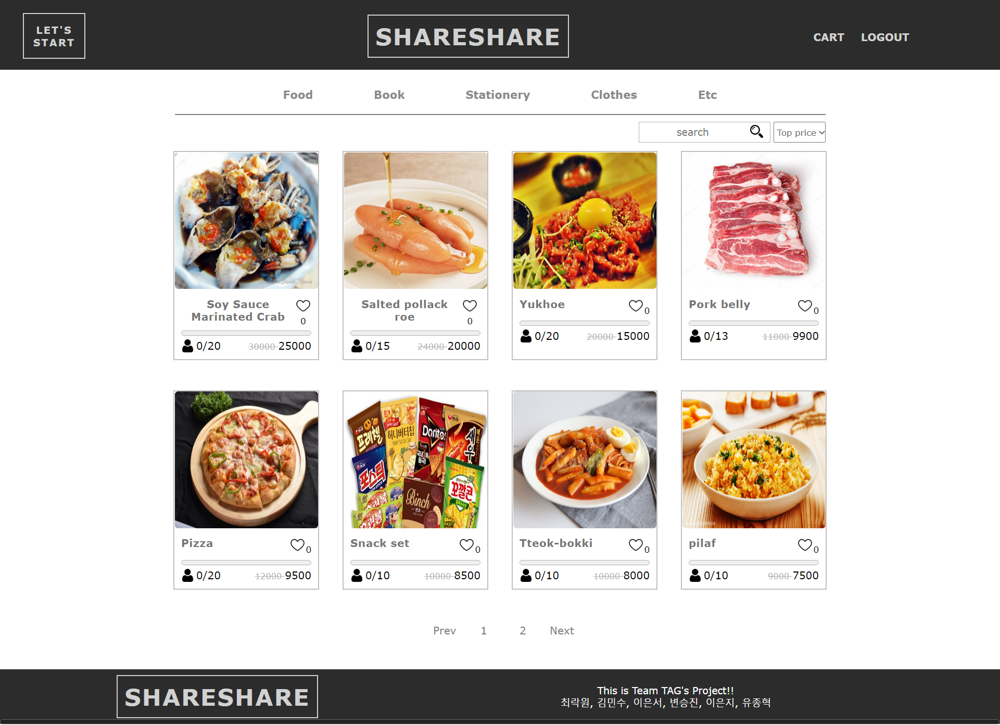 LET'S
START
SHARESHARE
CART LOGOUT
Food Book Stationery Clothes Etc
search
Top price
Soy Sauce
Marinated Crab
0
0/20 30000 25000
Salted pollack
roe
0
0/15 24000 20000
Yukhoe 0
0/20 20000 15000
Pork belly 0
0/13 11000 9900
프레첼
허니버터칩
Doritos
새우
포스틱
꼬깔콘
Binch
Pizza 0
0/20 12000 9500
Snack set 0
0/10 10000 8500
Tteok-bokki 0
0/10 10000 8000
pilaf 0
0/10 9000 7500
Prev 1 2 Next
SHARESHARE
This is Team TAG's Project!!
최락원, 김민수, 이은서, 변승진, 이은지, 유종혁